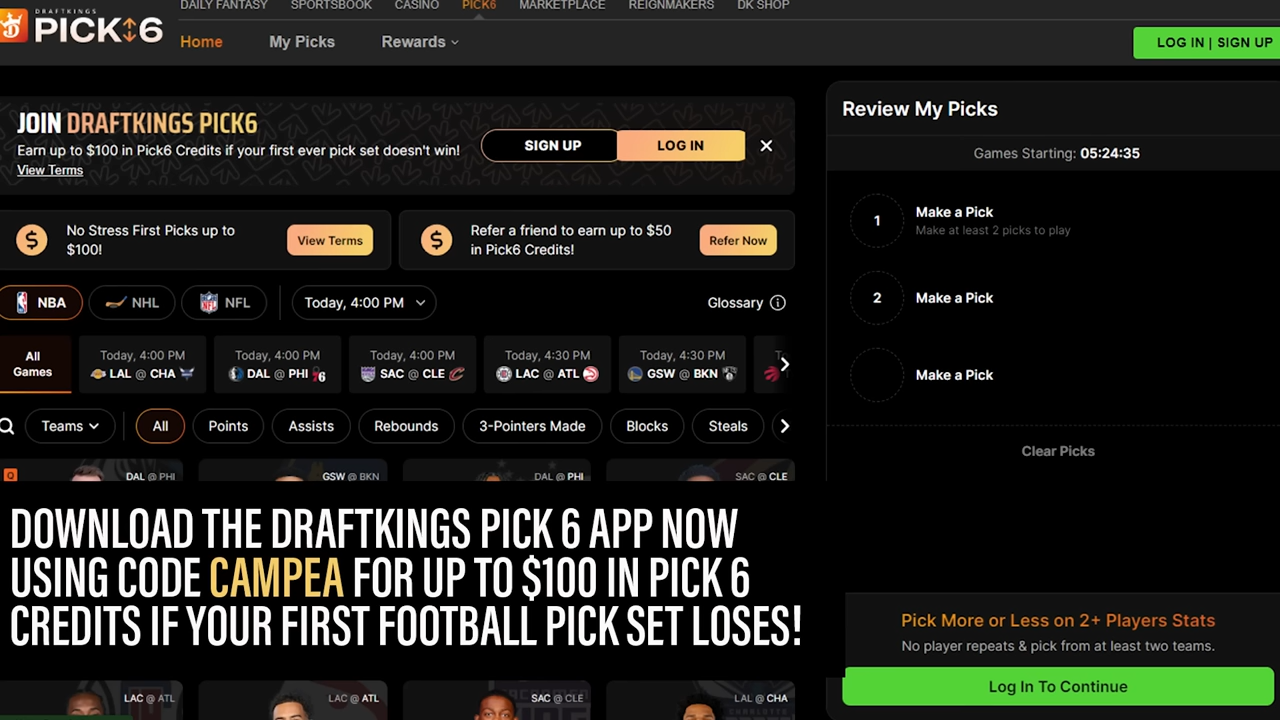 DAILY FANTASY SPORTSBOOK CASINO PICK6 MARKETPLACE REIGNMAKERS DK SHOP
DRAFTKINGS
PICK6
Home My Picks Rewards
LOG IN | SIGN UP
JOIN DRAFTKINGS PICK6
Earn up to $100 in Pick6 Credits if your first ever pick set doesn't win!
View Terms
SIGN UP
LOG IN
No Stress First Picks up to
$100!
View Terms
Refer a friend to earn up to $50
in Pick6 Credits!
Refer Now
NBA NHL NFL Today, 4:00 PM Glossary
All
Games
Today, 4:00 PM
LAL @ CHA
Today, 4:00 PM
DAL @ PHI
Today, 4:00 PM
SAC @ CLE
Today, 4:30 PM
LAC @ ATL
Today, 4:30 PM
GSW @ BKN
Teams All Points Assists Rebounds 3-Pointers Made Blocks Steals
Q DAL @ PHI GSW @ BKN DAL @ PHI SAC @ CLE
DOWNLOAD THE DRAFTKINGS PICK 6 APP NOW
USING CODE CAMPEA FOR UP TO $100 IN PICK 6
CREDITS IF YOUR FIRST FOOTBALL PICK SET LOSES!
LAC @ ATL LAC @ ATL SAC @ CLE LAL @ CHA
Review My Picks
Games Starting: 05:24:35
1 Make a Pick
Make at least 2 picks to play
2 Make a Pick
Make a Pick
Clear Picks
Pick More or Less on 2+ Players Stats
No player repeats & pick from at least two teams.
Log In To Continue